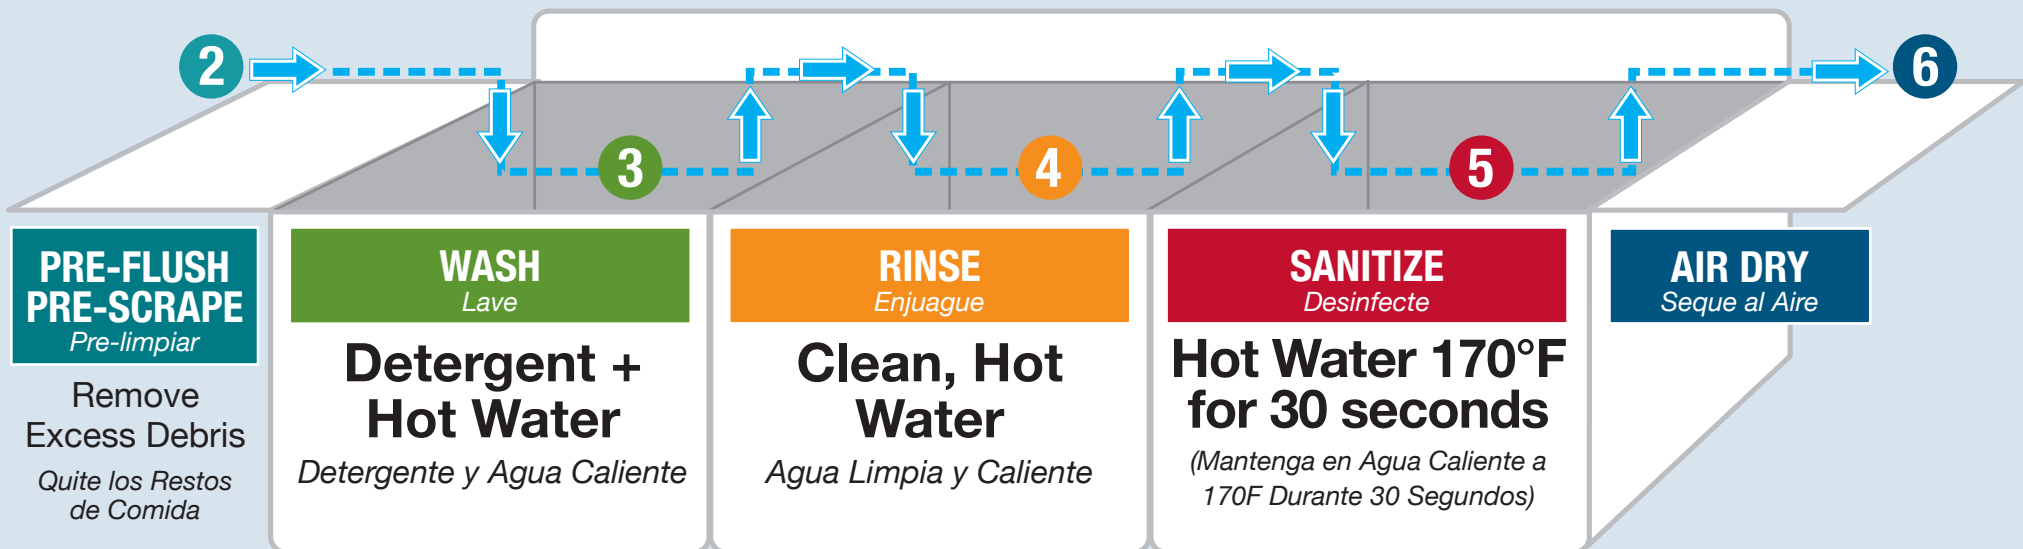 2
3
4
5
6
PRE-FLUSH
PRE-SCRAPE
Pre-limpiar
Remove
Excess Debris
Quite los Restos
de Comida
WASH
Lave
Detergent +
Hot Water
Detergente y Agua Caliente
RINSE
Enjuague
Clean, Hot
Water
Agua Limpia y Caliente
SANITIZE
Desinfecte
Hot Water 170°F
for 30 seconds
(Mantenga en Agua Caliente a
170F Durante 30 Segundos)
AIR DRY
Seque al Aire